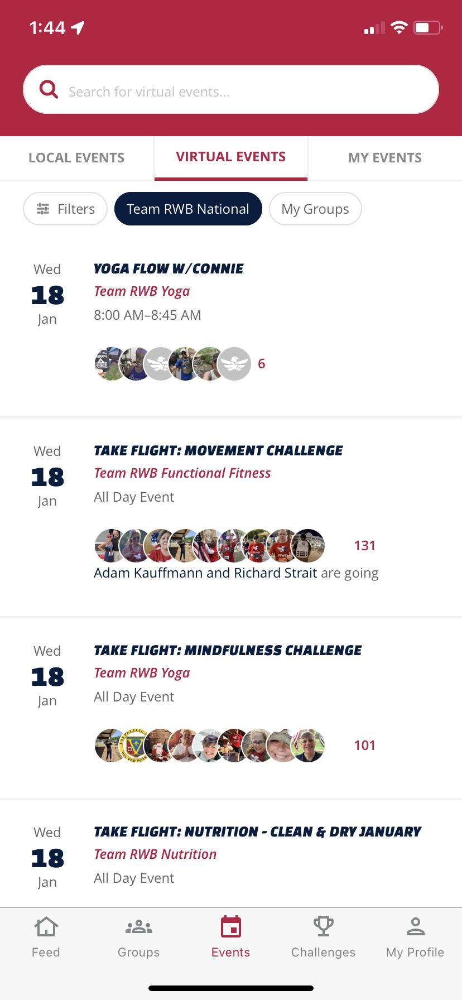 1:44
Search for virtual events...
LOCAL EVENTS
VIRTUAL EVENTS
MY EVENTS
Filters
Team RWB National
My Groups
Wed
18
Jan
YOGA FLOW W/CONNIE
Team RWB Yoga
8:00 AM–8:45 AM
6
Wed
18
Jan
TAKE FLIGHT: MOVEMENT CHALLENGE
Team RWB Functional Fitness
All Day Event
131
Adam Kauffmann and Richard Strait are going
Wed
18
Jan
TAKE FLIGHT: MINDFULNESS CHALLENGE
Team RWB Yoga
All Day Event
101
Wed
18
Jan
TAKE FLIGHT: NUTRITION - CLEAN & DRY JANUARY
Team RWB Nutrition
All Day Event
Feed
Groups
Events
Challenges
My Profile